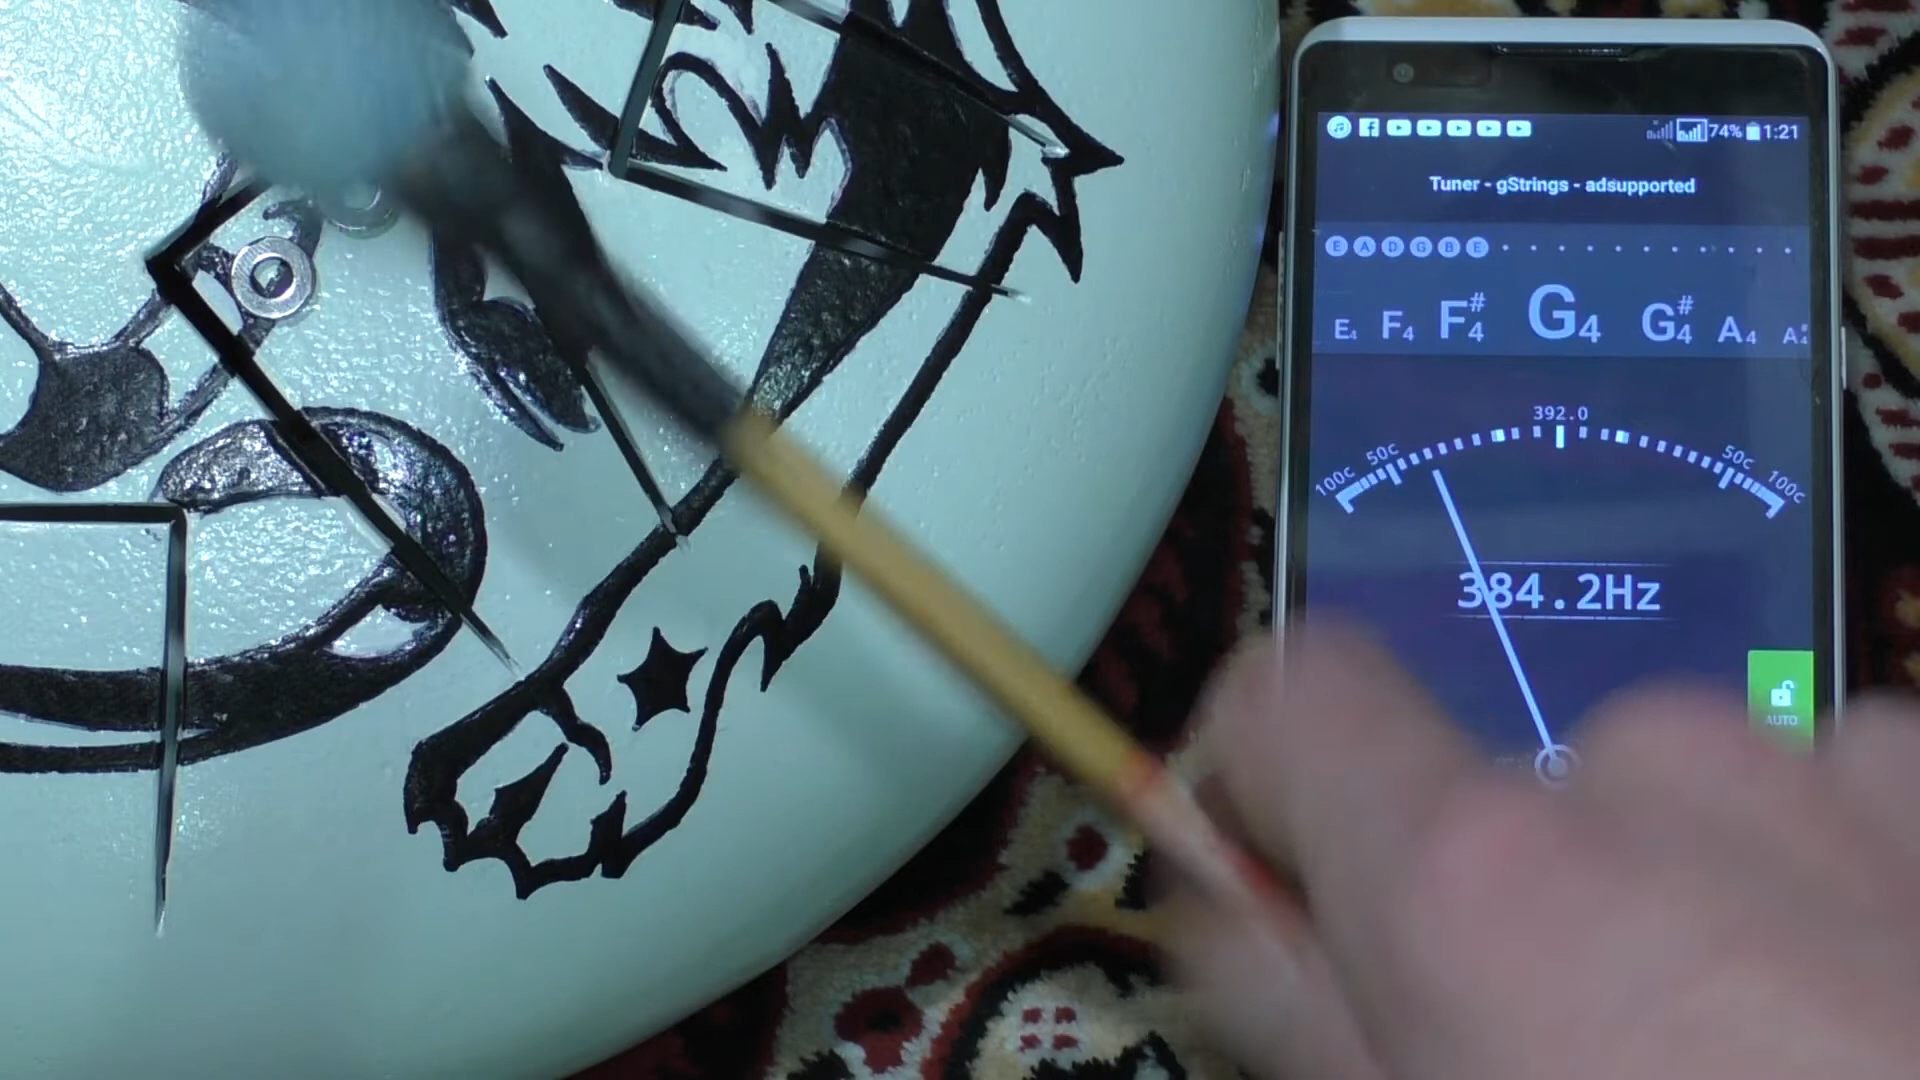 74% 1:21
Tuner - gStrings - adsupported
E A D G B E
E4 F4 F#4 G4 G#4 A4 A#4
392.0
100c 50c 50c 100c
384.2Hz
AUTO